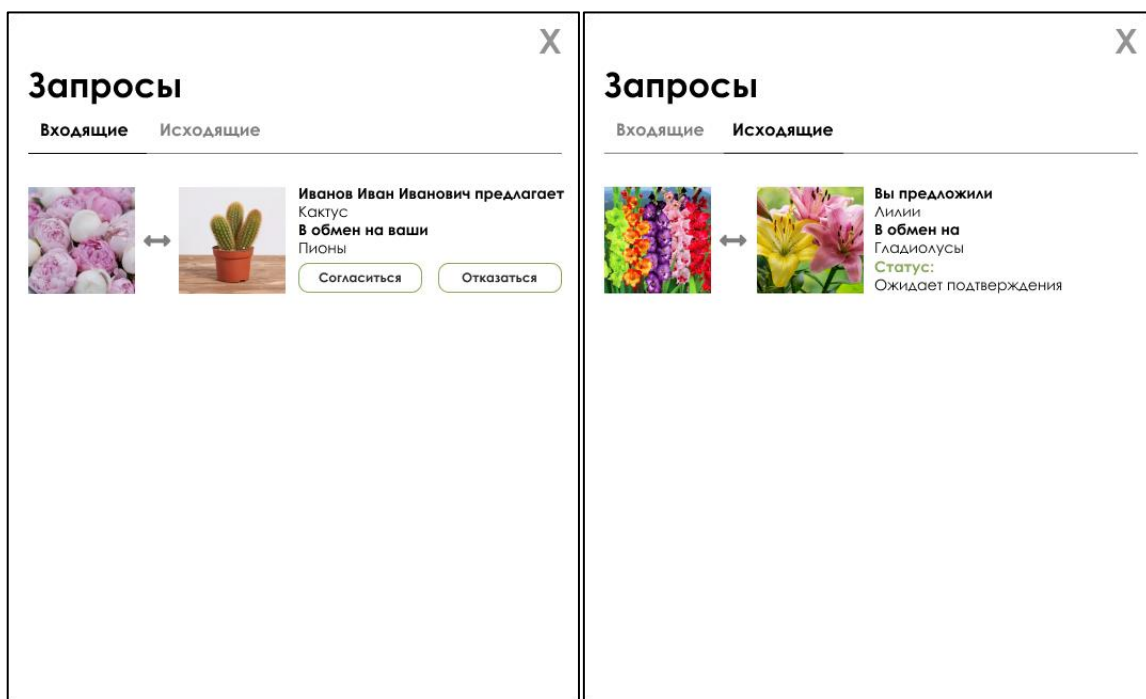 X
Запросы
Входящие Исходящие
Иванов Иван Иванович предлагает
Кактус
В обмен на ваши
Пионы
Согласиться Отказаться
X
Запросы
Входящие Исходящие
Вы предложили
Лилии
В обмен на
Гладиолусы
Статус:
Ожидает подтверждения